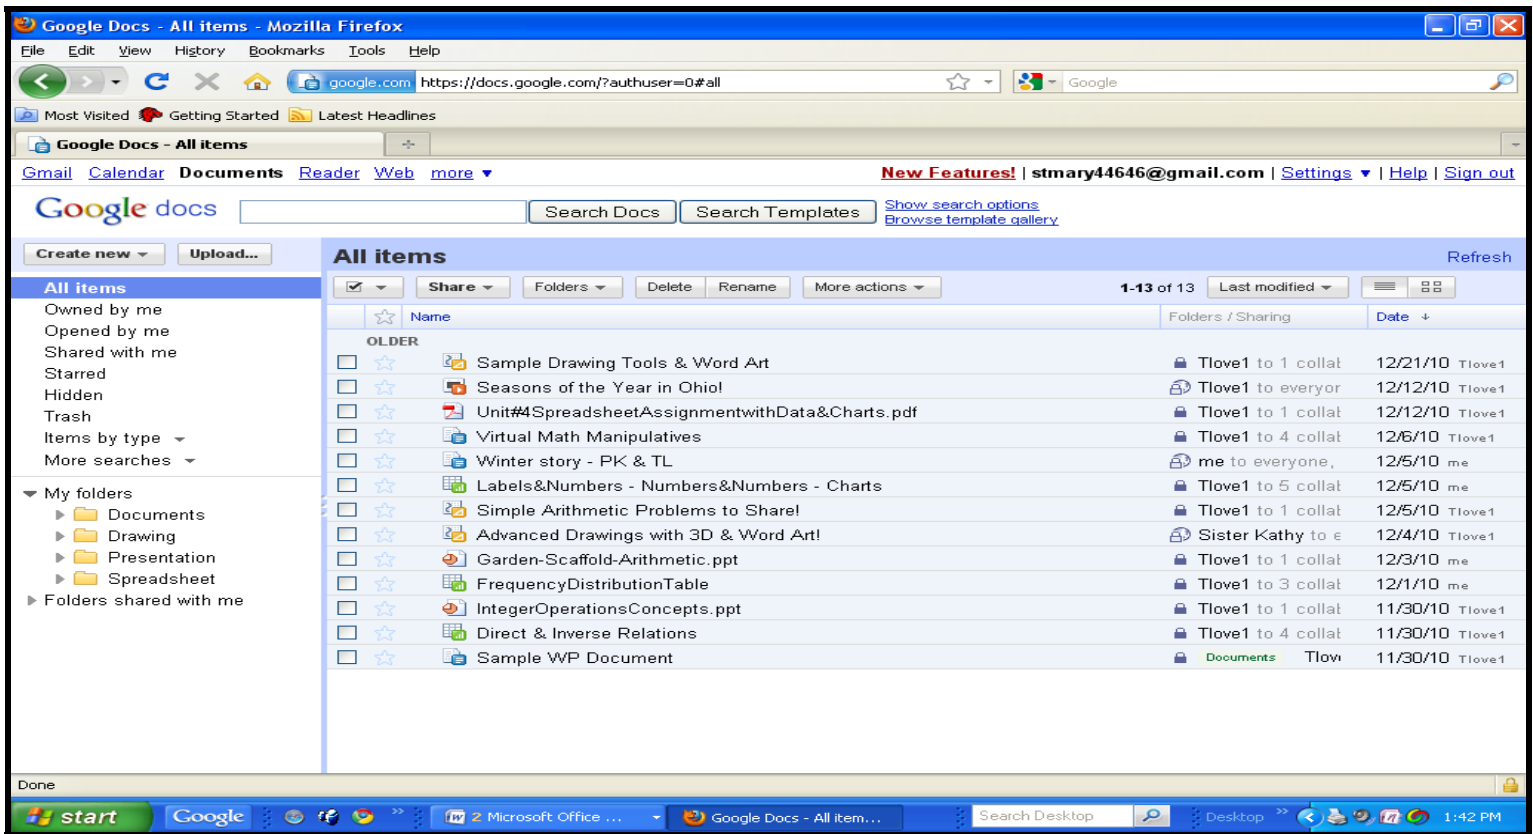 Google Docs - All items - Mozilla Firefox
File Edit View History Bookmarks Tools Help
google.com https://docs.google.com/?authuser=0#all Google
Most Visited Getting Started Latest Headlines
Google Docs - All items
Gmail Calendar Documents Reader Web more ▼ New Features! | stmary44646@gmail.com | Settings ▼ | Help | Sign out
Google docs Search Docs Search Templates Show search options
Browse template gallery
Create new Upload... All items Refresh
All items Share Folders Delete Rename More actions 1-13 of 13 Last modified
Owned by me
Opened by me
Shared with me
Starred
Hidden
Trash
Items by type
More searches
My folders
Documents
Drawing
Presentation
Spreadsheet
Folders shared with me
Name Folders / Sharing Date
OLDER
Sample Drawing Tools & Word Art Tlove1 to 1 collab 12/21/10 Tlove1
Seasons of the Year in Ohio! Tlove1 to everyor 12/12/10 Tlove1
Unit#4SpreadsheetAssignmentwithData&Charts.pdf Tlove1 to 1 collab 12/12/10 Tlove1
Virtual Math Manipulatives Tlove1 to 4 collab 12/6/10 Tlove1
Winter story - PK & TL me to everyone, 12/5/10 me
Labels&Numbers - Numbers&Numbers - Charts Tlove1 to 5 collab 12/5/10 me
Simple Arithmetic Problems to Share! Tlove1 to 1 collab 12/5/10 Tlove1
Advanced Drawings with 3D & Word Art! Sister Kathy to e 12/4/10 Tlove1
Garden-Scaffold-Arithmetic.ppt Tlove1 to 1 collab 12/3/10 me
FrequencyDistributionTable Tlove1 to 3 collab 12/1/10 me
IntegerOperationsConcepts.ppt Tlove1 to 1 collab 11/30/10 Tlove1
Direct & Inverse Relations Tlove1 to 4 collab 11/30/10 Tlove1
Sample WP Document Documents Tlov 11/30/10 Tlove1
Done
start Google 2 Microsoft Office ... Google Docs - All item... Search Desktop Desktop 1:42 PM